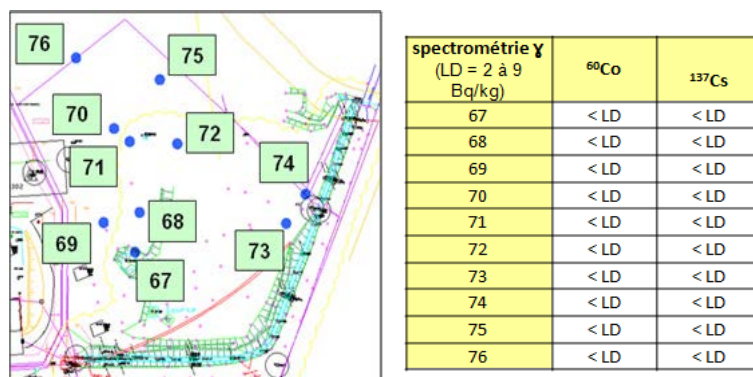 76
75
70
72
71
74
68
69
73
67
spectrométrie Ɣ
(LD = 2 à 9
Bq/kg)
⁶⁰Co
¹³⁷Cs
67 < LD < LD
68 < LD < LD
69 < LD < LD
70 < LD < LD
71 < LD < LD
72 < LD < LD
73 < LD < LD
74 < LD < LD
75 < LD < LD
76 < LD < LD